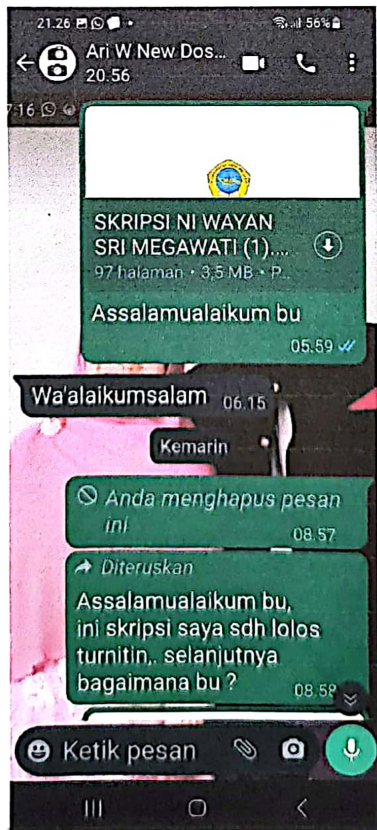 21.26
56%
Ari W New Dos...
20.56
7.16
SKRIPSI NI WAYAN
SRI MEGAWATI (1)....
97 halaman • 3,5 MB • P..
Assalamualaikum bu
05.59
Wa'alaikumsalam 06.15
Kemarin
Anda menghapus pesan
ini 08.57
Diteruskan
Assalamualaikum bu,
ini skripsi saya sdh lolos
turnitin,. selanjutnya
bagaimana bu ? 08.58
Ketik pesan